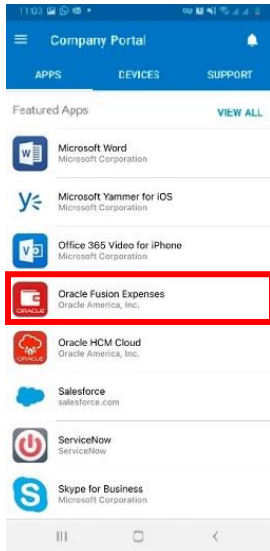 11:03
Company Portal
APPS DEVICES SUPPORT
Featured Apps VIEW ALL
Microsoft Word
Microsoft Corporation
Microsoft Yammer for iOS
Microsoft Corporation
Office 365 Video for iPhone
Microsoft Corporation
Oracle Fusion Expenses
Oracle America, Inc.
ORACLE
Oracle HCM Cloud
Oracle America, Inc.
ORACLE
Salesforce
salesforce.com
ServiceNow
ServiceNow
Skype for Business
Microsoft Corporation